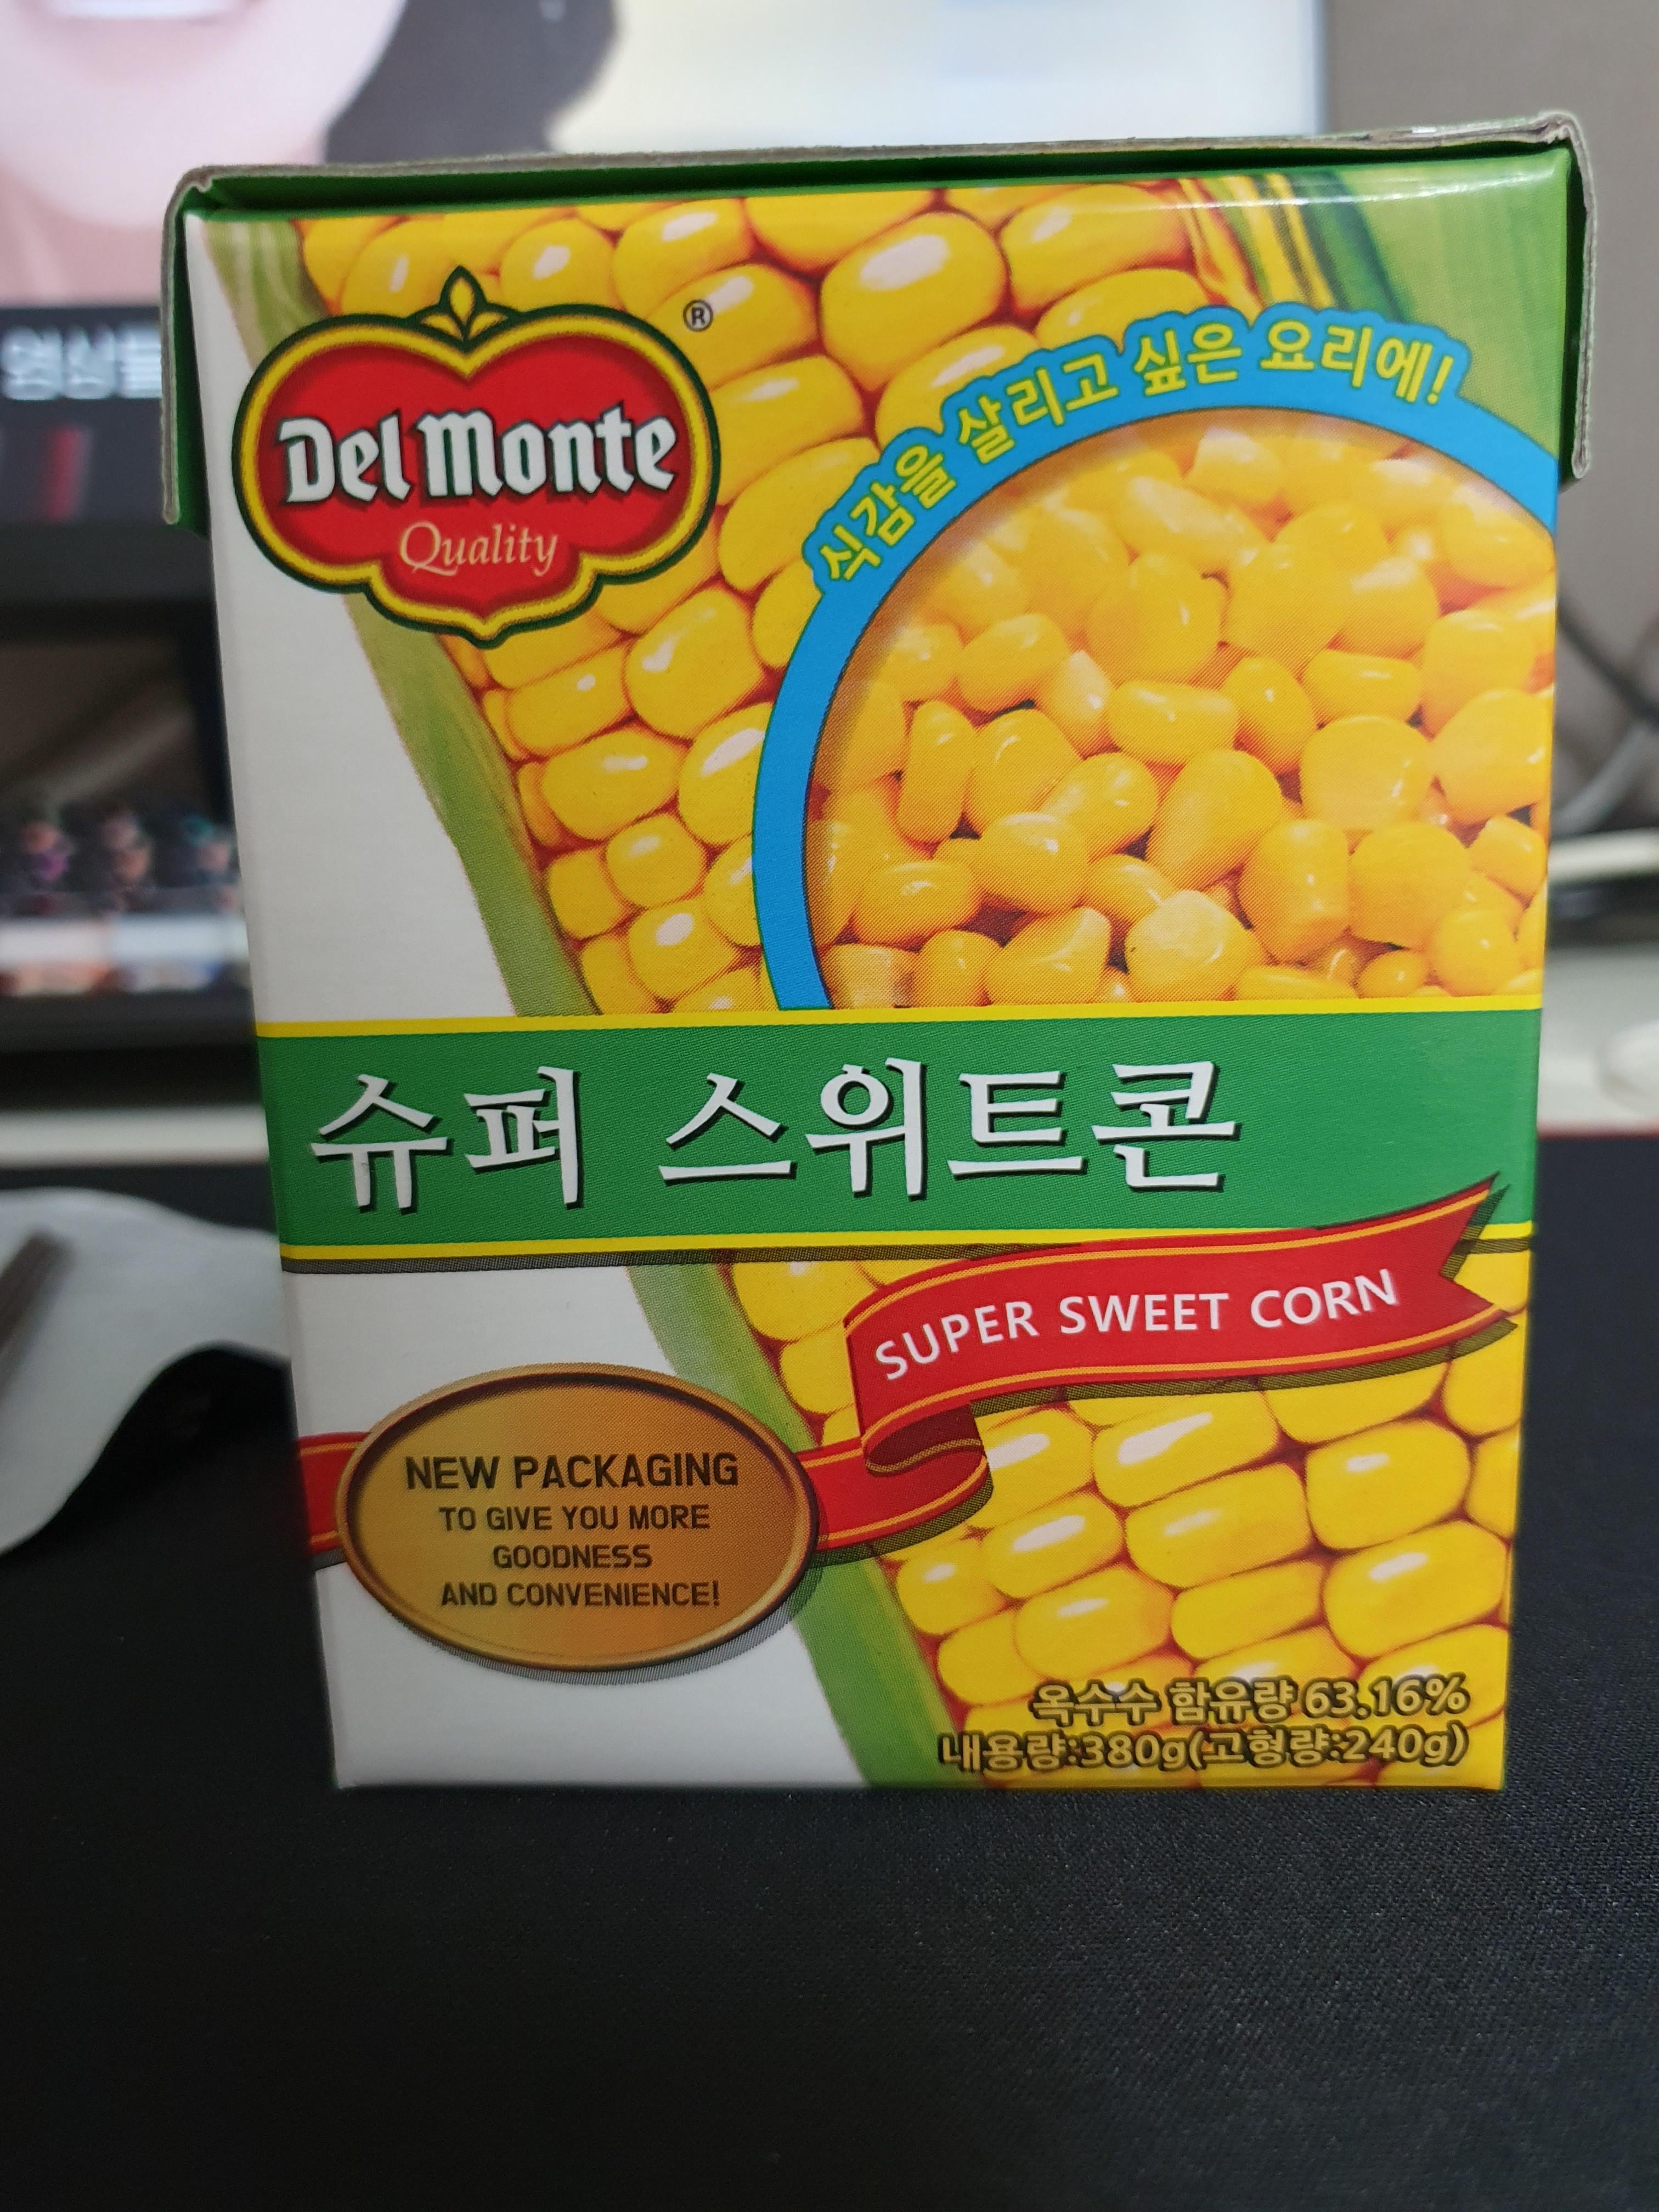 영상
Del Monte
®
Quality
식감을 살리고 싶은 요리에!
슈퍼 스위트콘
SUPER SWEET CORN
NEW PACKAGING
TO GIVE YOU MORE
GOODNESS
AND CONVENIENCE!
옥수수 함유량 63.16%
내용량:380g(고형량:240g)